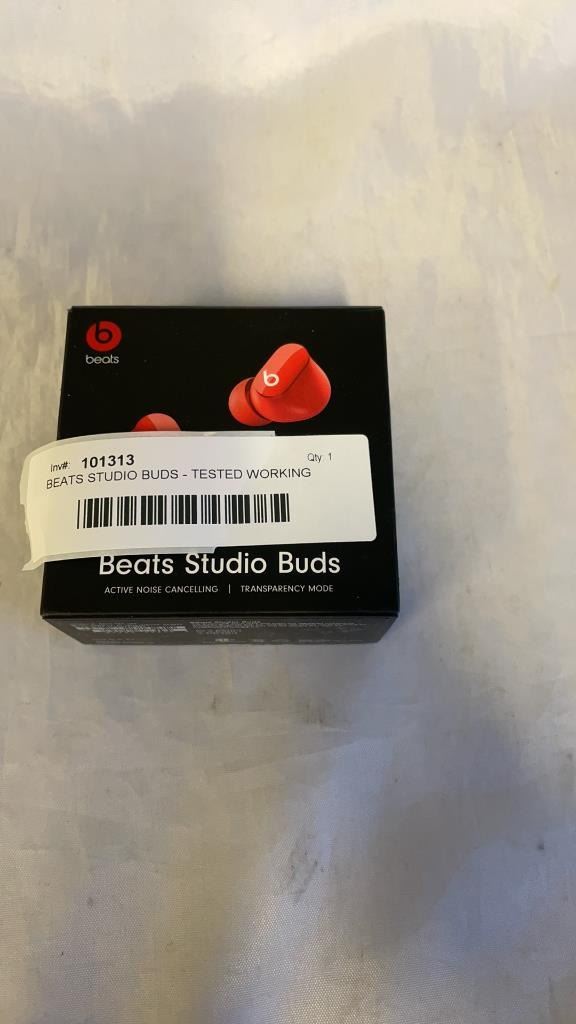 b
beats
b
Inv#: 101313 Qty: 1
BEATS STUDIO BUDS - TESTED WORKING
Beats Studio Buds
ACTIVE NOISE CANCELLING | TRANSPARENCY MODE